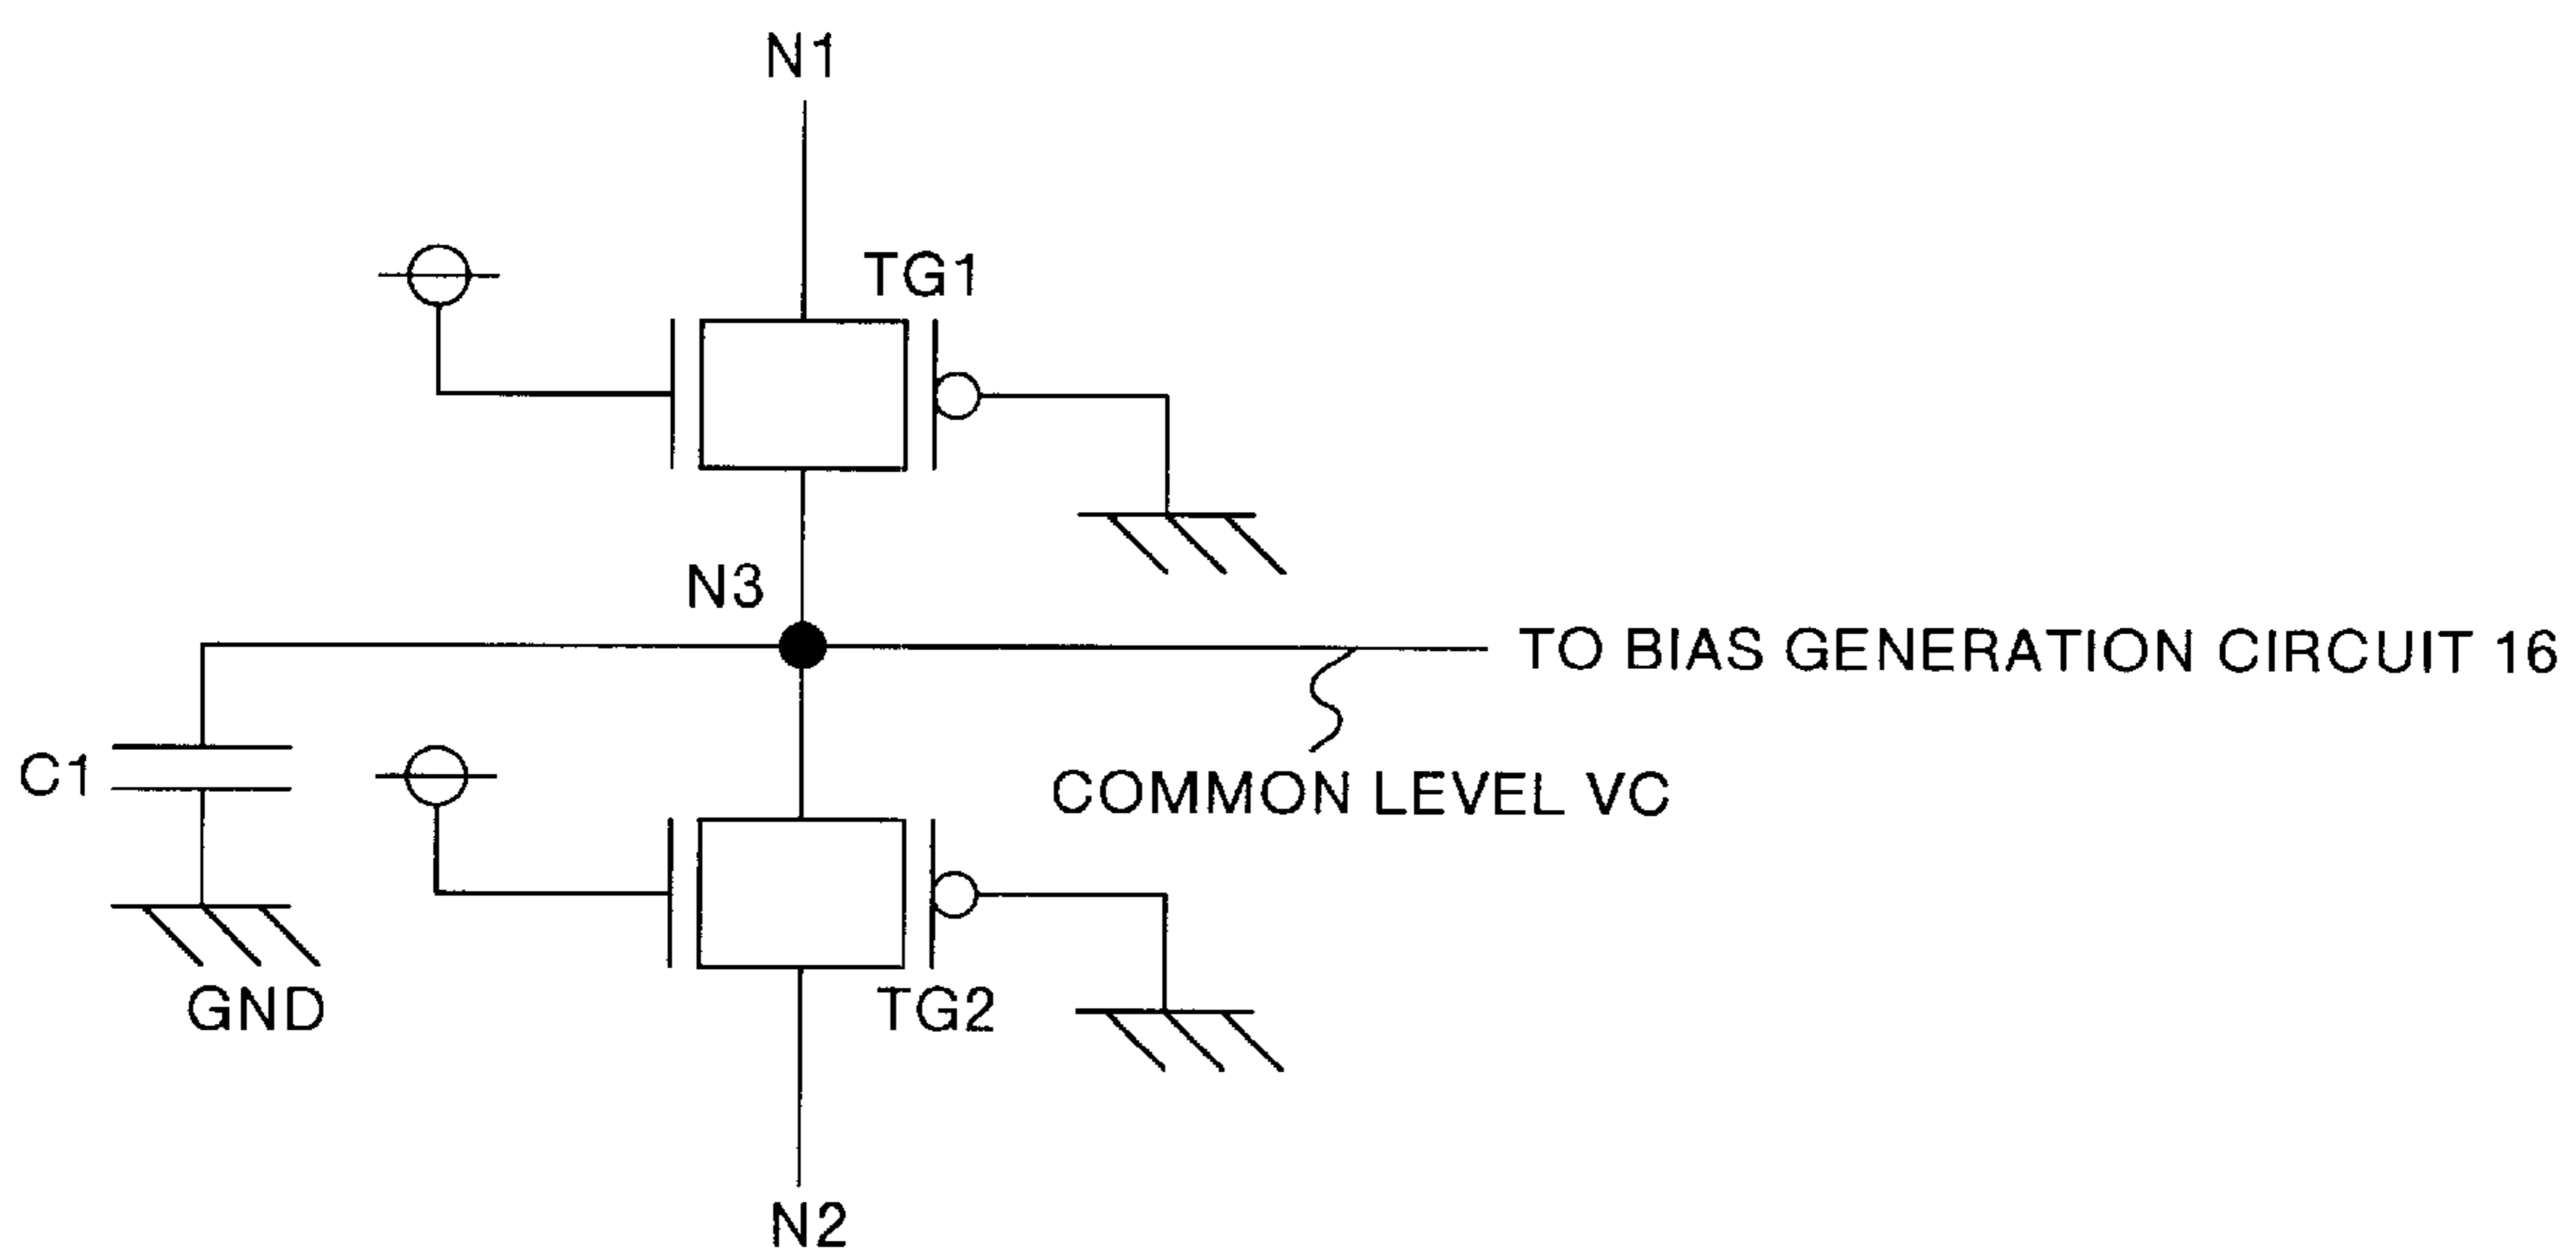 N1
TG1
N3
TO BIAS GENERATION CIRCUIT 16
C1
COMMON LEVEL VC
GND
TG2
N2